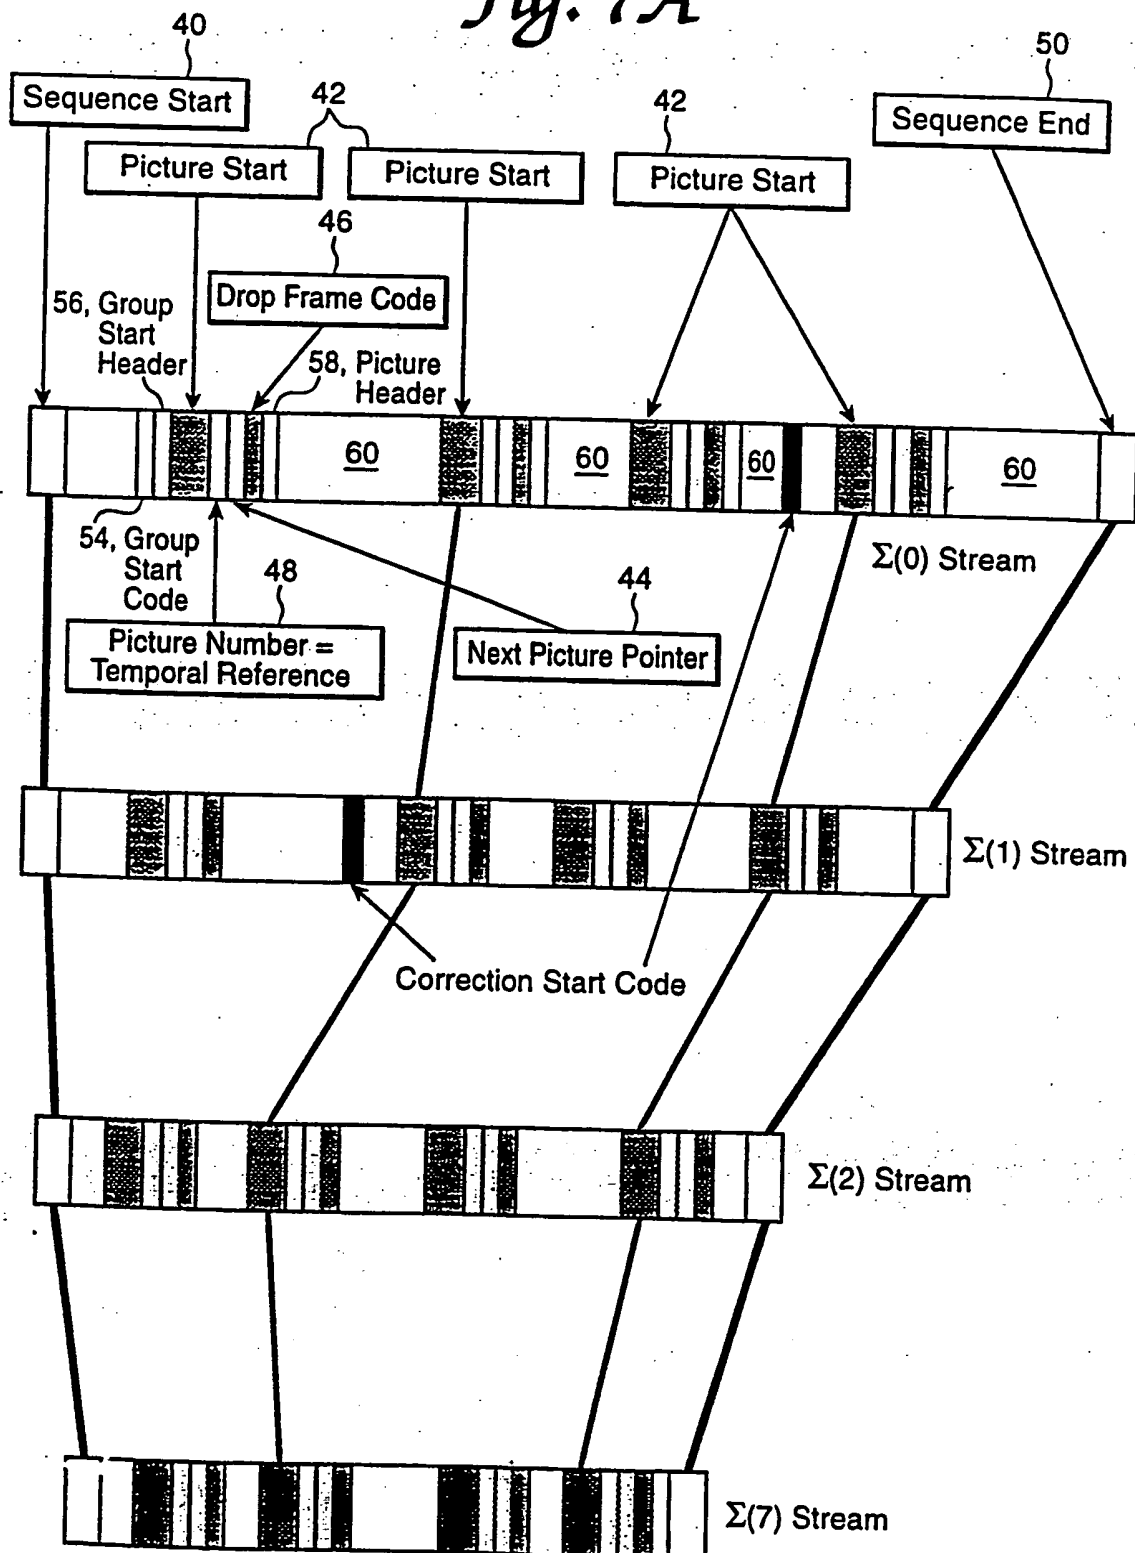 Fig. 7A
40
50
Sequence Start
42
42
Sequence End
Picture Start
Picture Start
Picture Start
46
Drop Frame Code
56, Group
Start
Header
58, Picture
Header
60
60
60
60
54, Group
Start
Code
48
44
Σ(0) Stream
Picture Number =
Temporal Reference
Next Picture Pointer
Σ(1) Stream
Correction Start Code
Σ(2) Stream
Σ(7) Stream